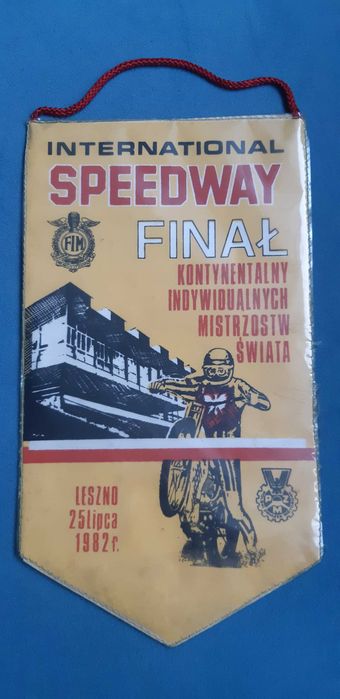 INTERNATIONAL
SPEEDWAY
FINAŁ
FIM
KONTYNENTALNY
INDYWIDUALNYCH
MISTRZOSTW
ŚWIATA
LESZNO
25 lipca
1982 r.